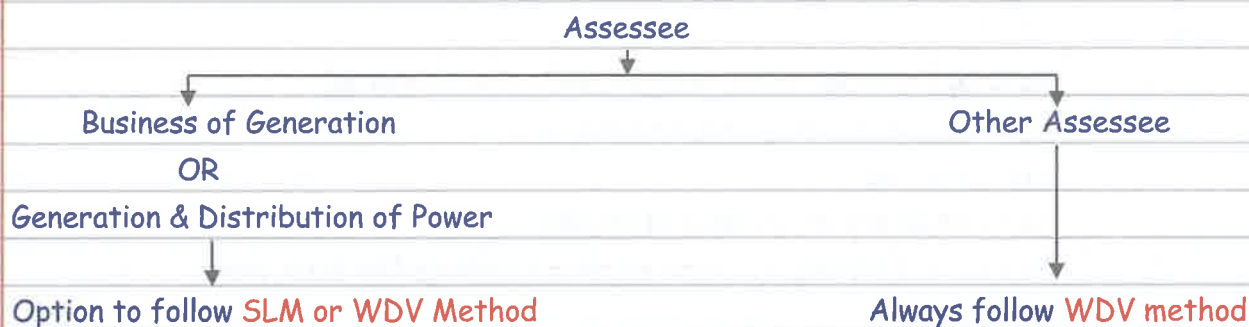 Assessee
Business of Generation
Other Assessee
OR
Generation & Distribution of Power
Option to follow SLM or WDV Method
Always follow WDV method